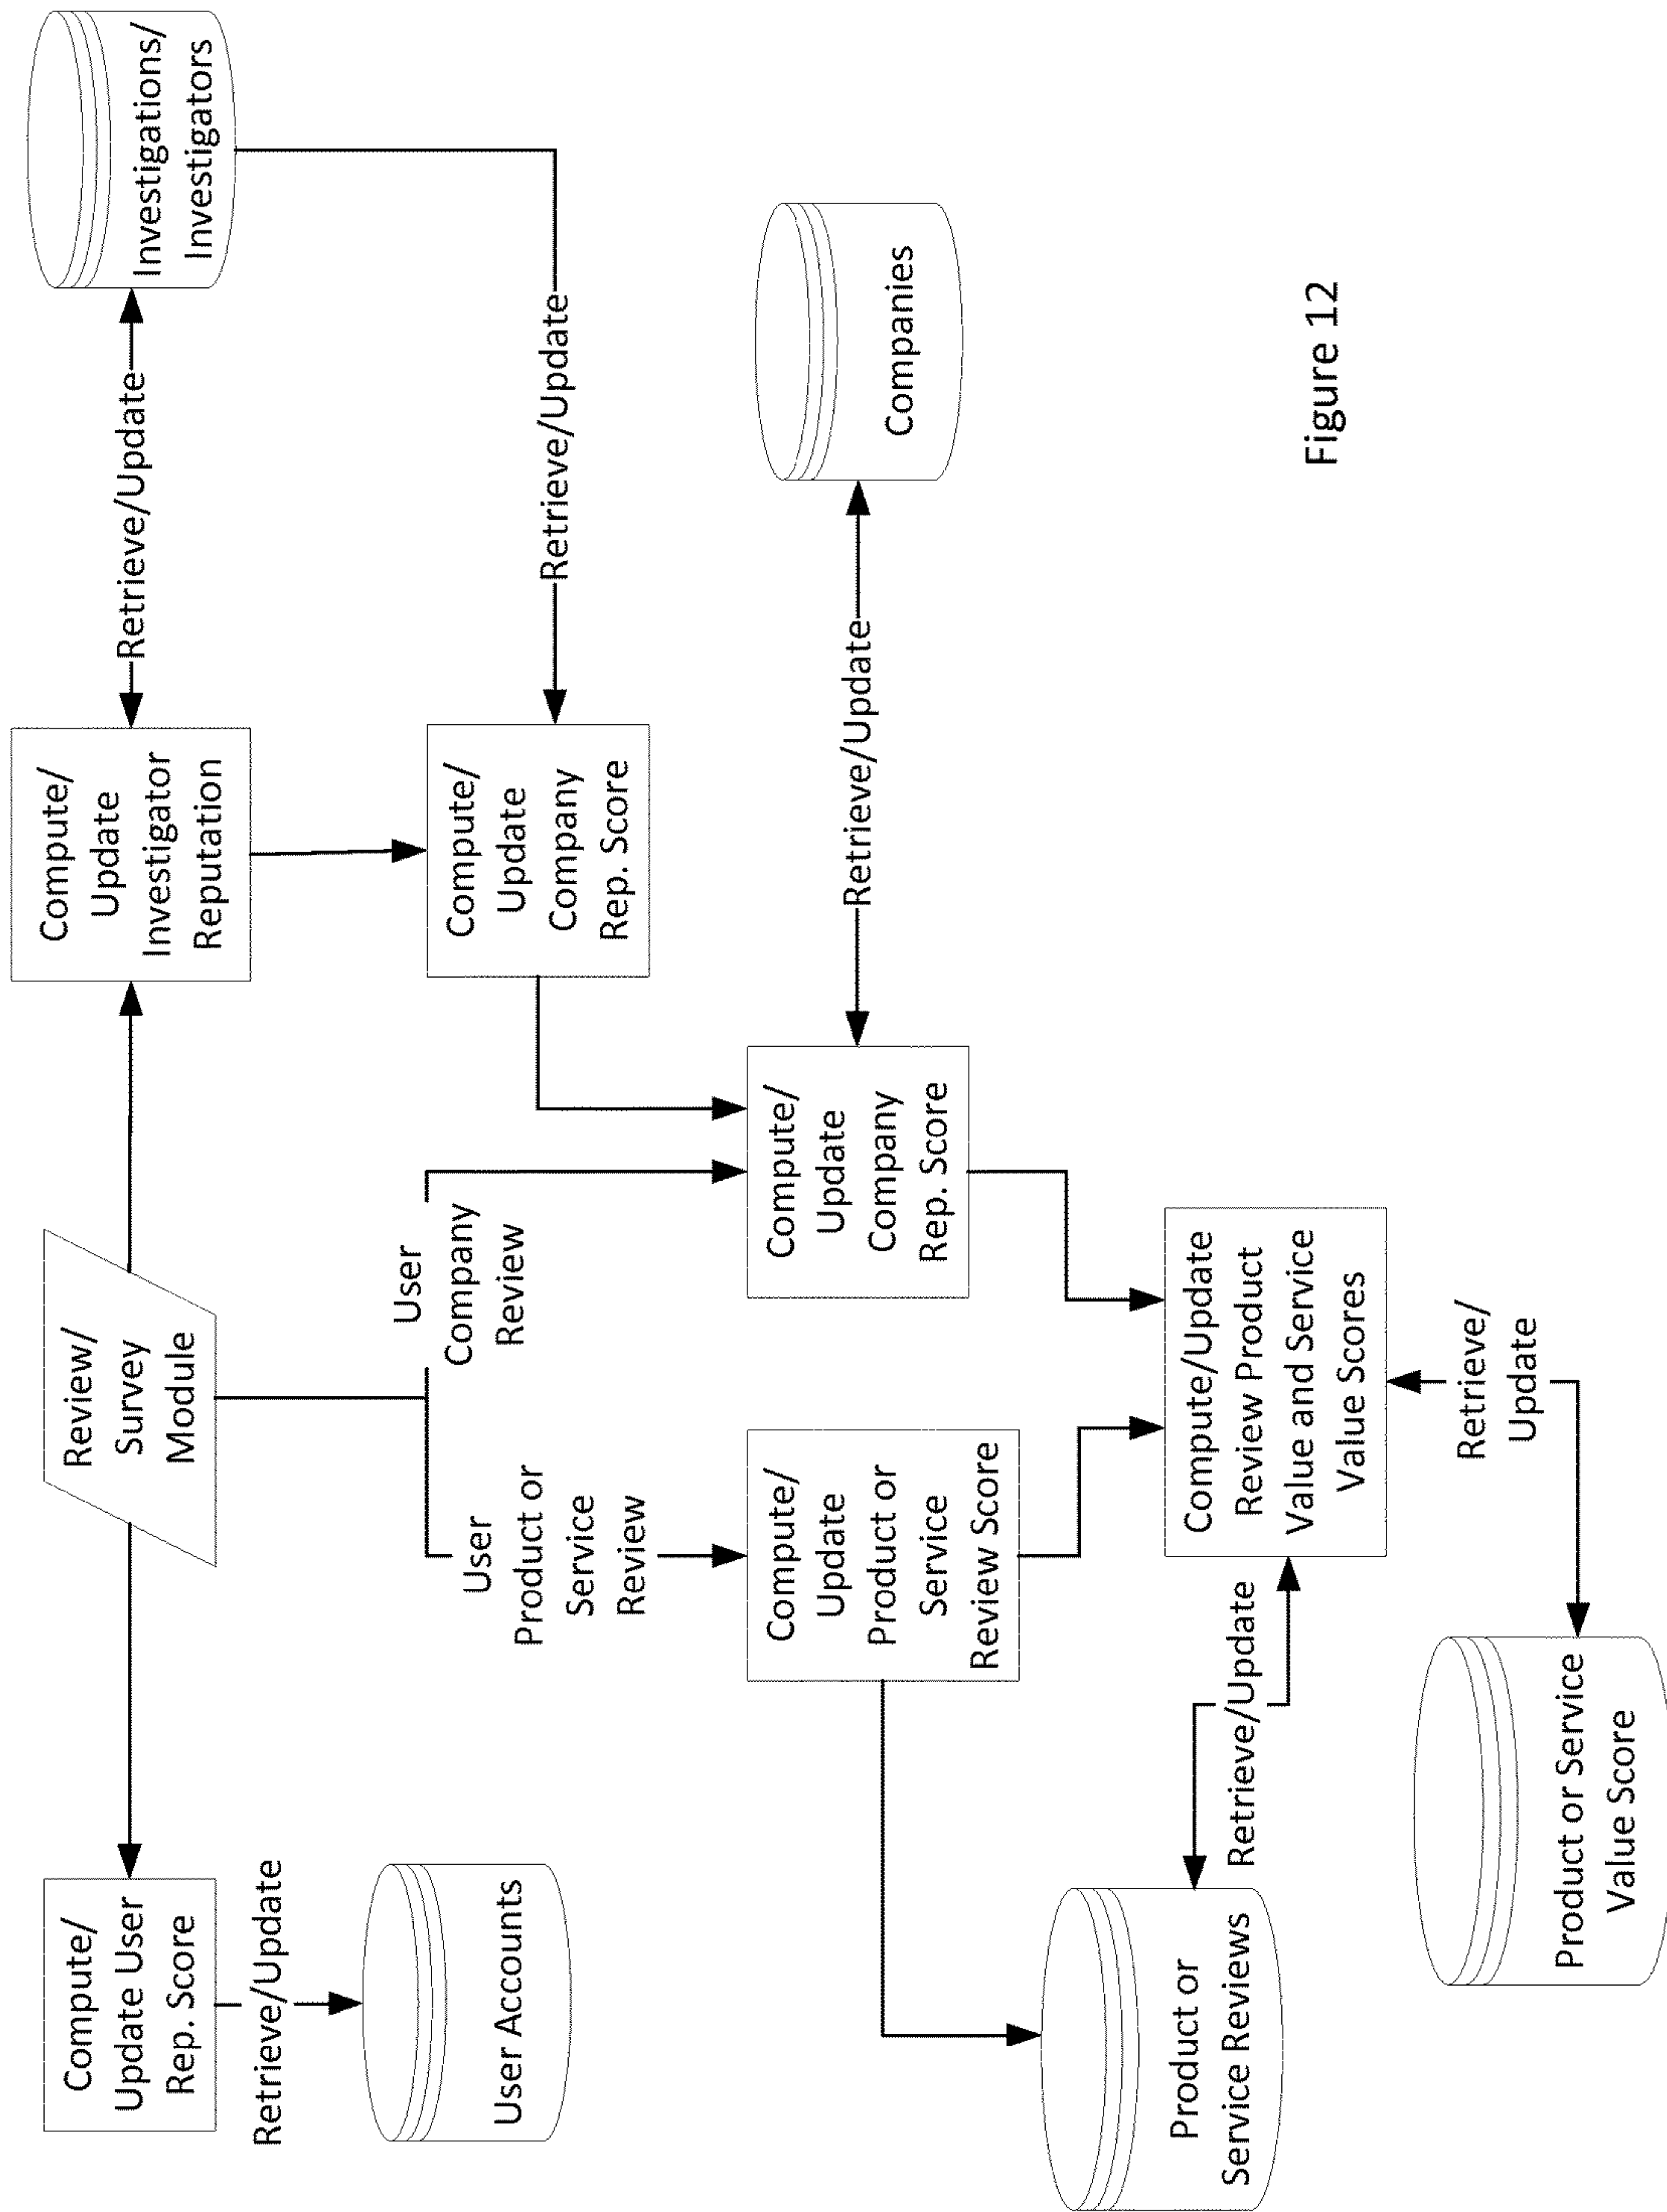 Compute/
Update User
Rep. Score
Retrieve/Update
User Accounts
Review/
Survey
Module
Compute/
Update
Investigator
Reputation
Retrieve/Update
Investigations/
Investigators
User
Company
Review
User
Product or
Service
Review
Compute/
Update
Company
Rep. Score
Retrieve/Update
Compute/
Update
Product or
Service
Review Score
Compute/
Update
Company
Rep. Score
Retrieve/Update
Companies
Product or
Service Reviews
Retrieve/Update
Compute/Update
Review Product
Value and Service
Value Scores
Retrieve/
Update
Product or Service
Value Score
Figure 12